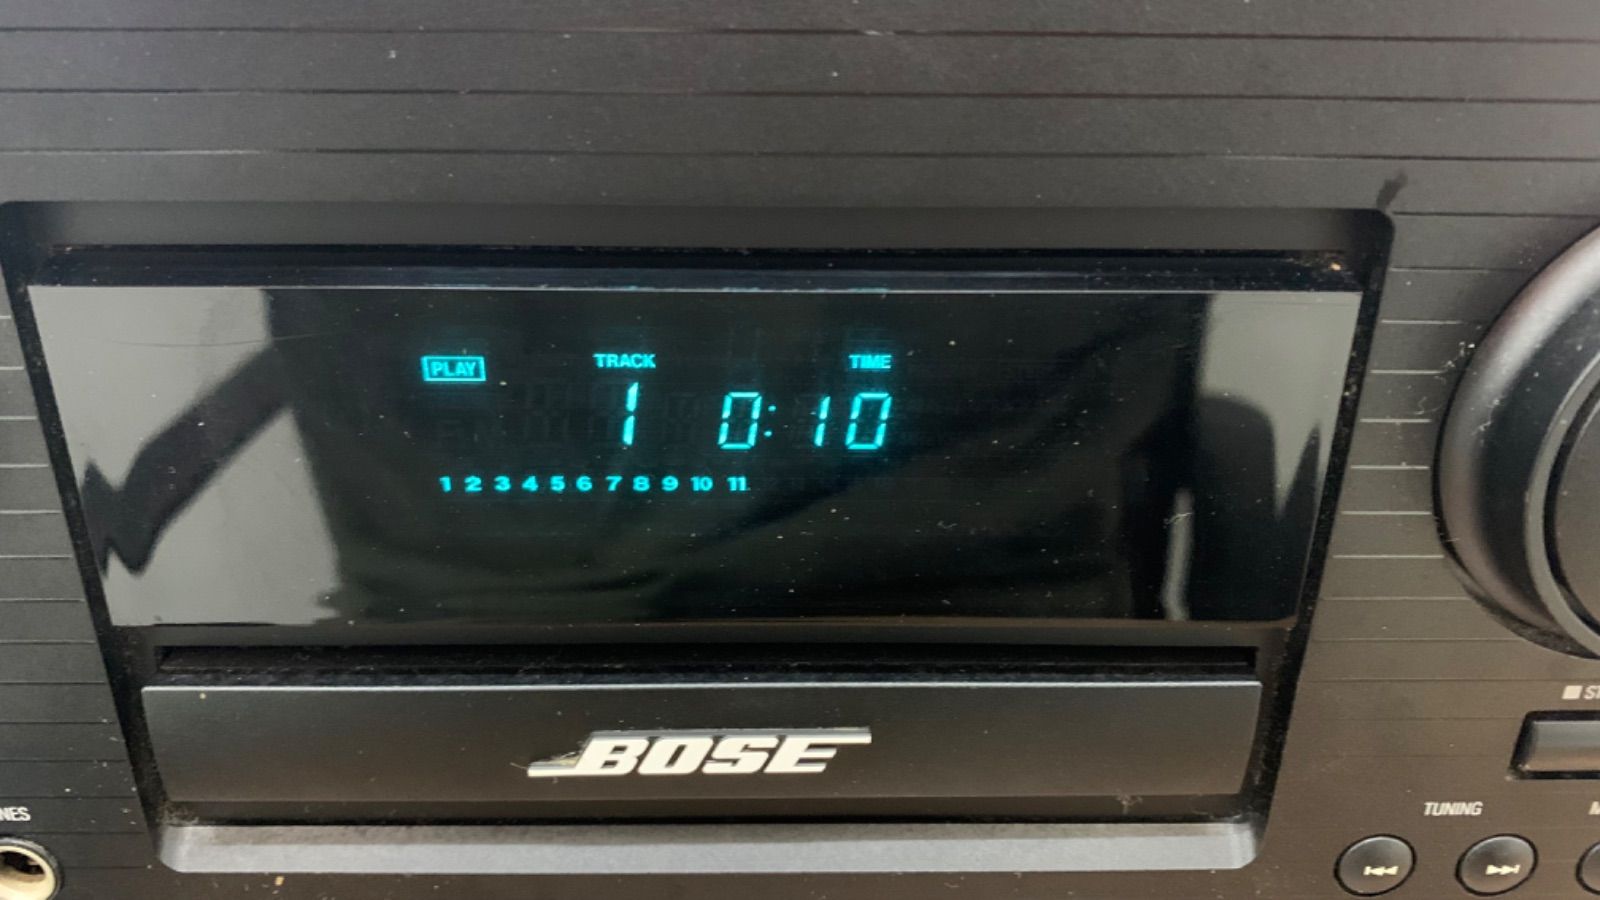 PLAY TRACK TIME
1 0:10
1 2 3 4 5 6 7 8 9 10 11
BOSE
TUNING